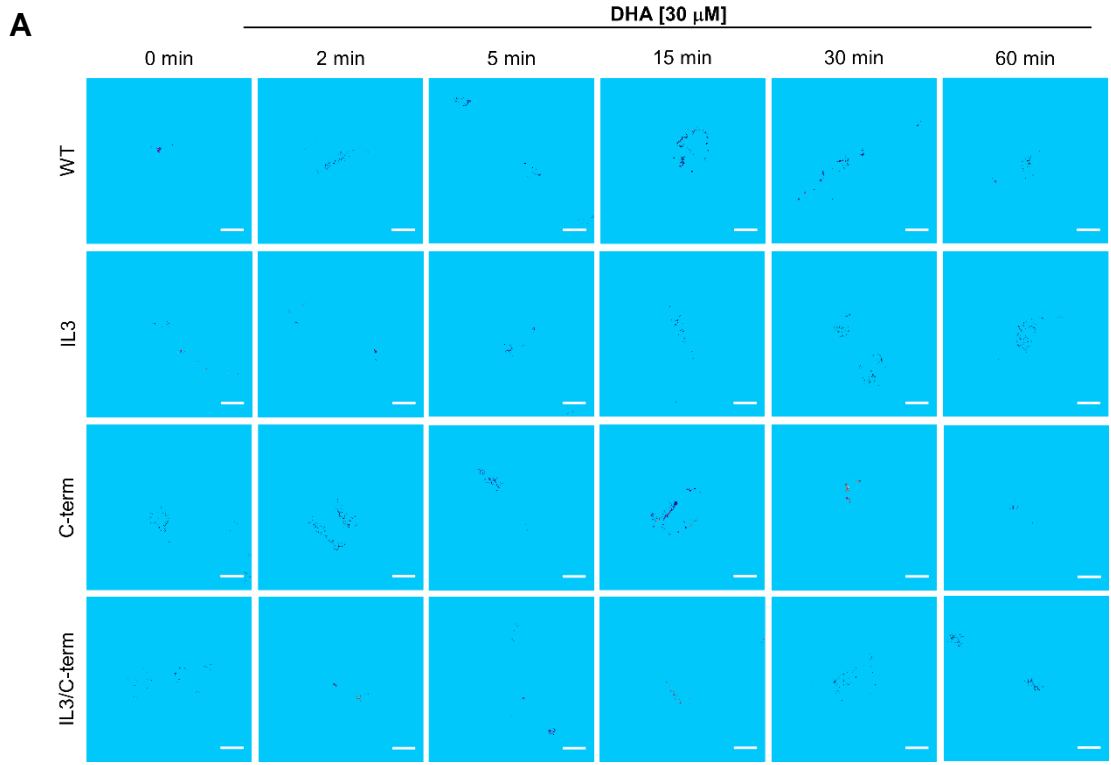 A
DHA [30 μM]
0 min 2 min 5 min 15 min 30 min 60 min
WT
IL3
C-term
IL3/C-term